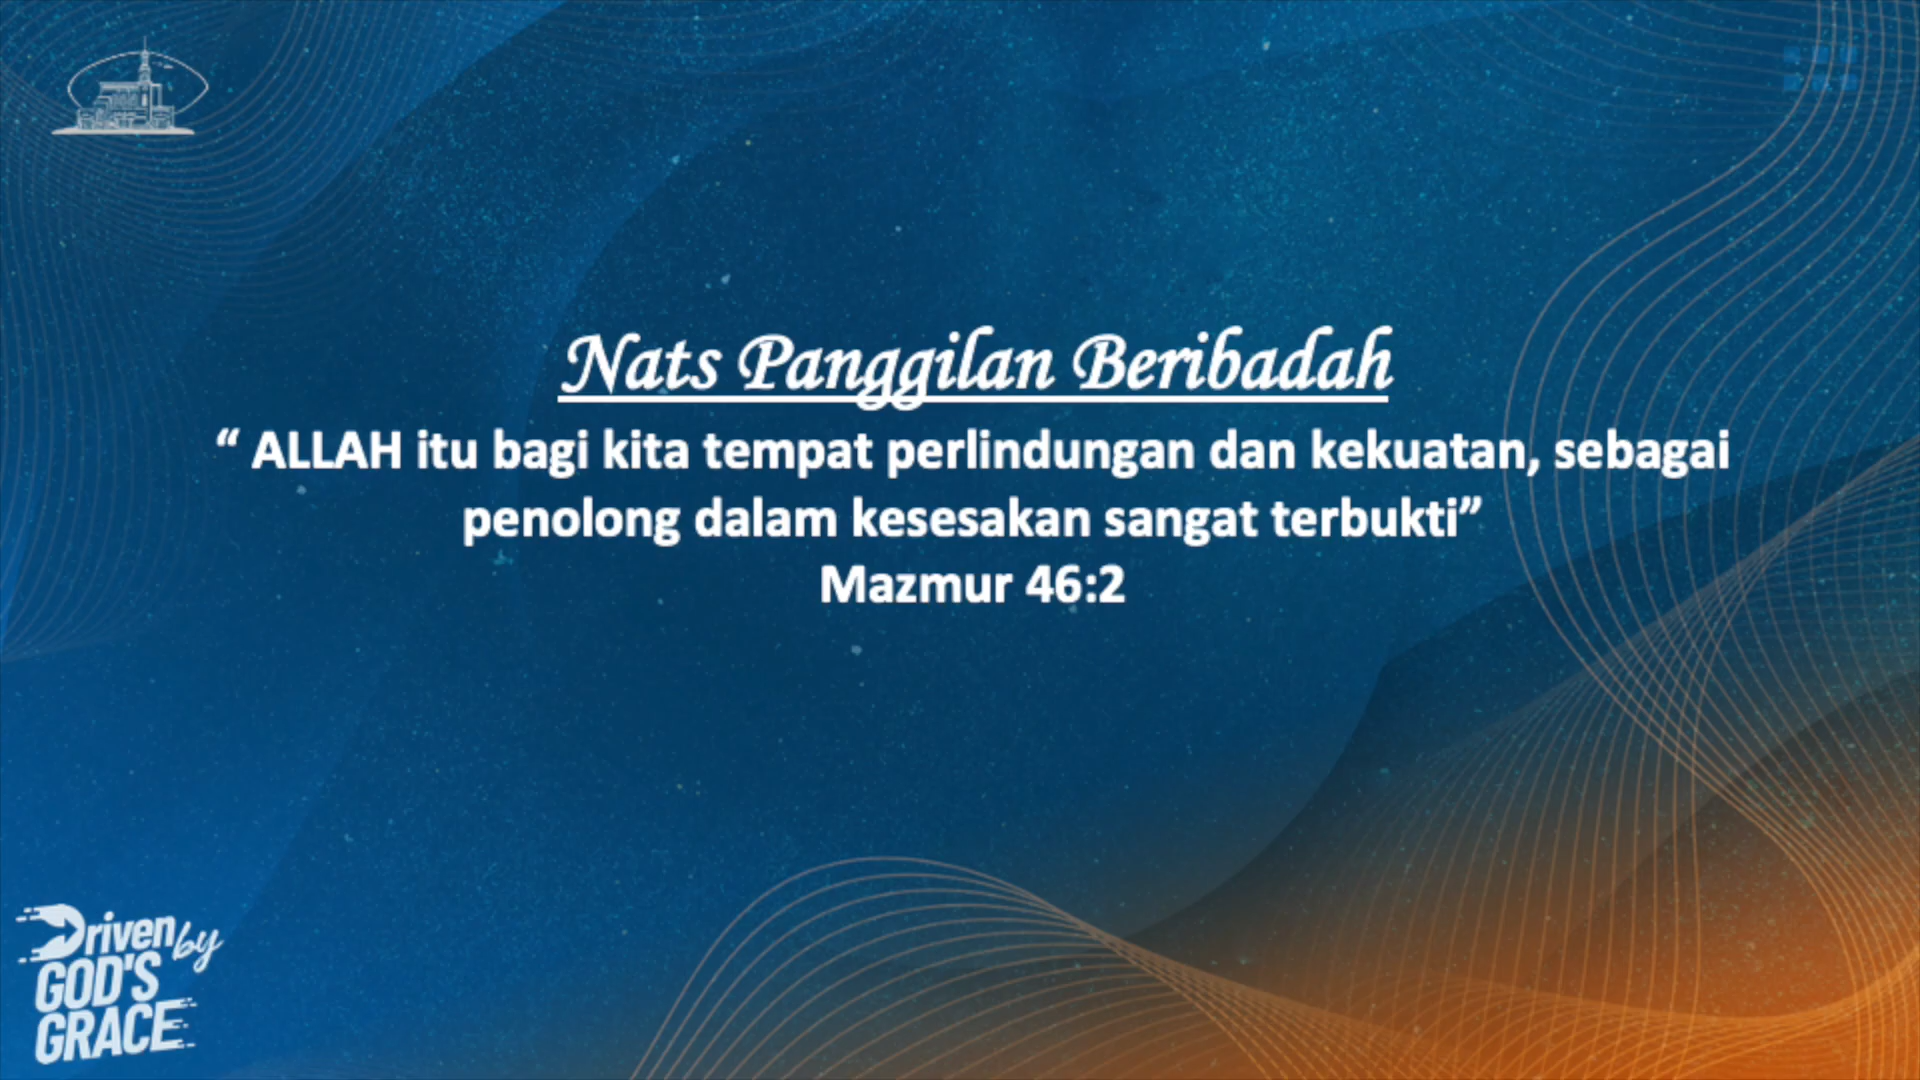 Nats Panggilan Beribadah
“ ALLAH itu bagi kita tempat perlindungan dan kekuatan, sebagai
penolong dalam kesesakan sangat terbukti”
Mazmur 46:2
Driven by
GOD'S
GRACE